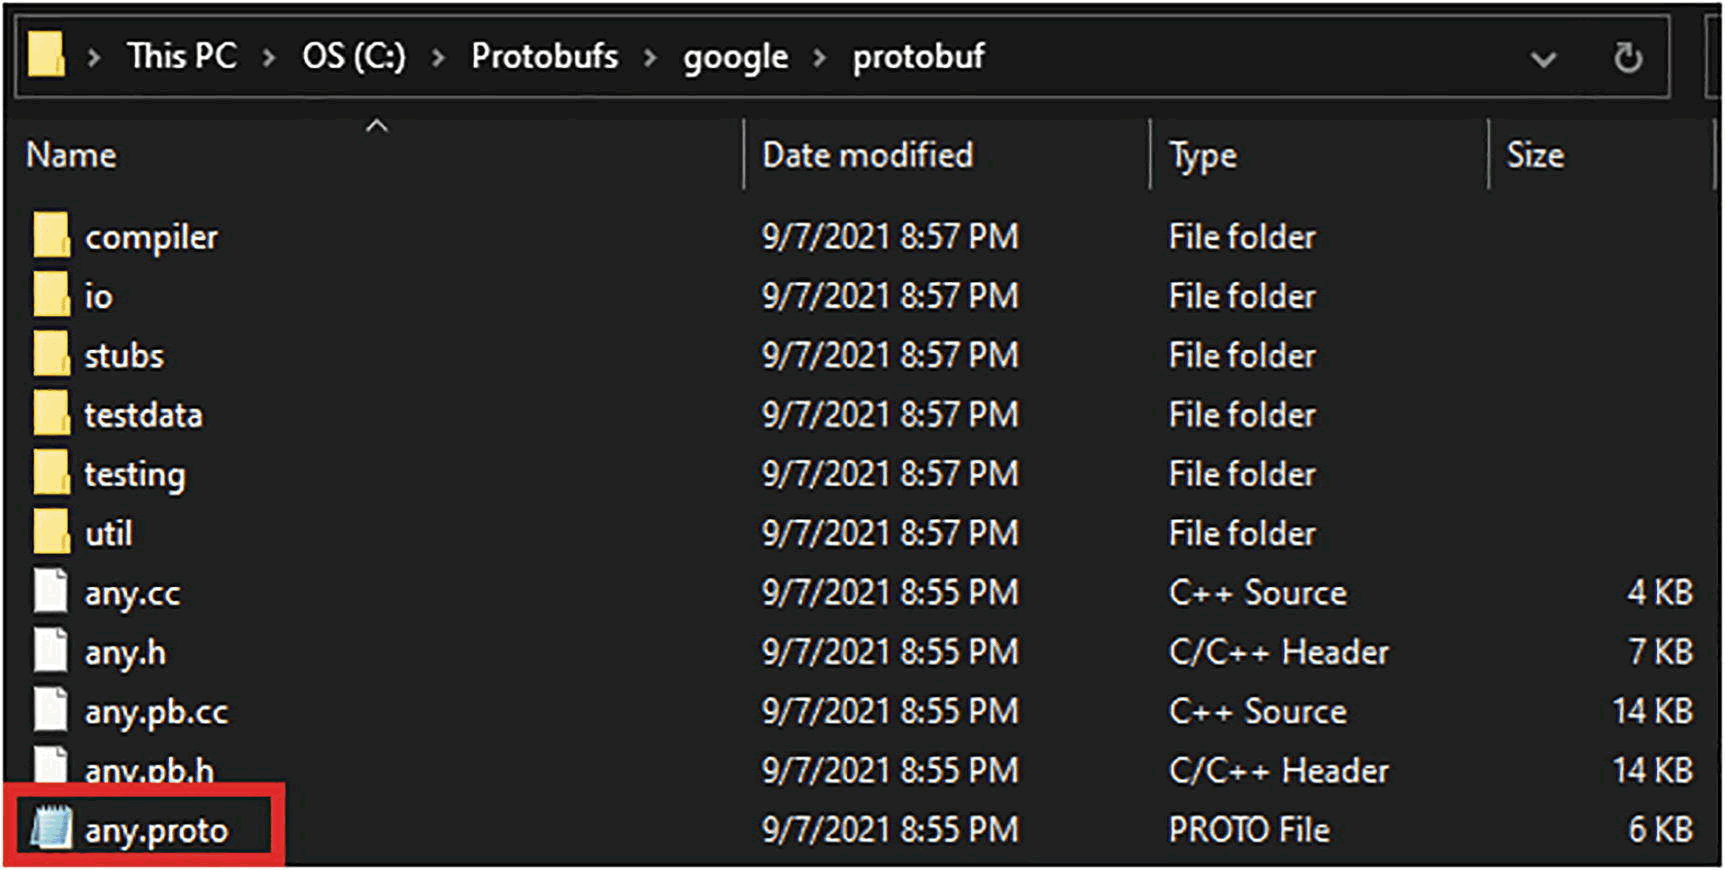 This PC > OS (C:) > Protobufs > google > protobuf
Name Date modified Type Size
compiler 9/7/2021 8:57 PM File folder
io 9/7/2021 8:57 PM File folder
stubs 9/7/2021 8:57 PM File folder
testdata 9/7/2021 8:57 PM File folder
testing 9/7/2021 8:57 PM File folder
util 9/7/2021 8:57 PM File folder
any.cc 9/7/2021 8:55 PM C++ Source 4 KB
any.h 9/7/2021 8:55 PM C/C++ Header 7 KB
any.pb.cc 9/7/2021 8:55 PM C++ Source 14 KB
any.pb.h 9/7/2021 8:55 PM C/C++ Header 14 KB
any.proto 9/7/2021 8:55 PM PROTO File 6 KB